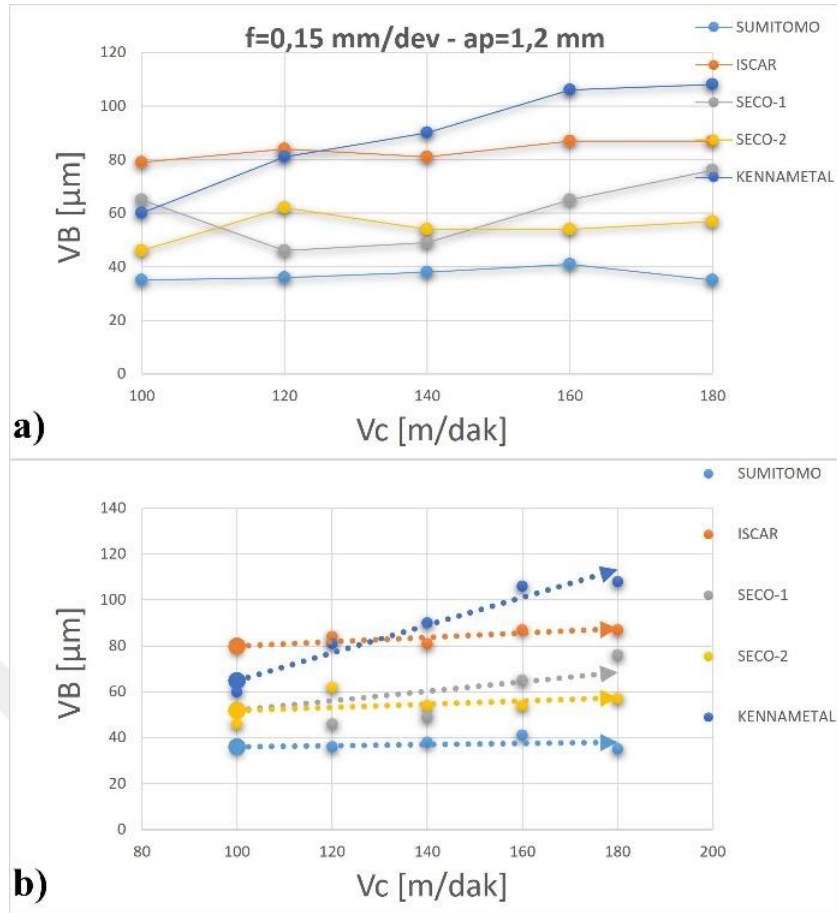 f=0,15 mm/dev - ap=1,2 mm
SUMITOMO
ISCAR
SECO-1
SECO-2
KENNAMETAL
120
100
80
60
40
20
0
VB [µm]
100
120
140
160
180
Vc [m/dak]
a)
SUMITOMO
ISCAR
SECO-1
SECO-2
KENNAMETAL
140
120
100
80
60
40
20
0
VB [µm]
80
100
120
140
160
180
200
Vc [m/dak]
b)